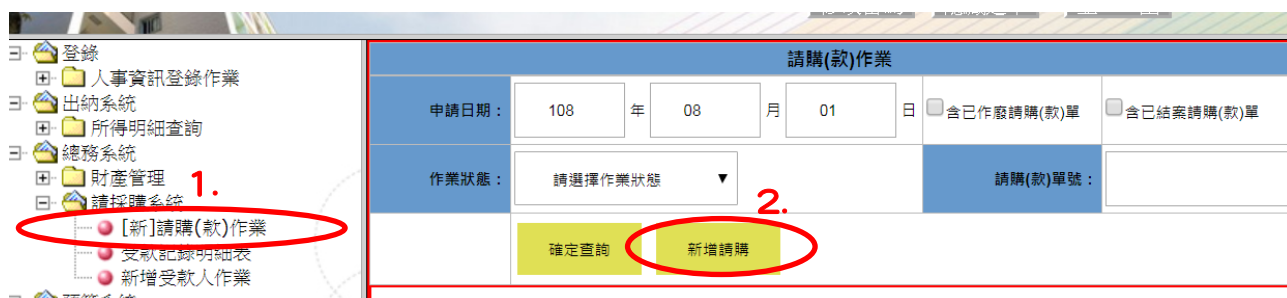 登錄
人事資訊登錄作業
出納系統
所得明細查詢
總務系統
財產管理
1.
請採購系統
[新]請購(款)作業
受款記錄明細表
新增受款人作業
請購(款)作業
申請日期： 108 年 08 月 01 日 含已作廢請購(款)單 含已結案請購(款)單
作業狀態： 請選擇作業狀態 ▼ 請購(款)單號：
2.
確定查詢 新增請購